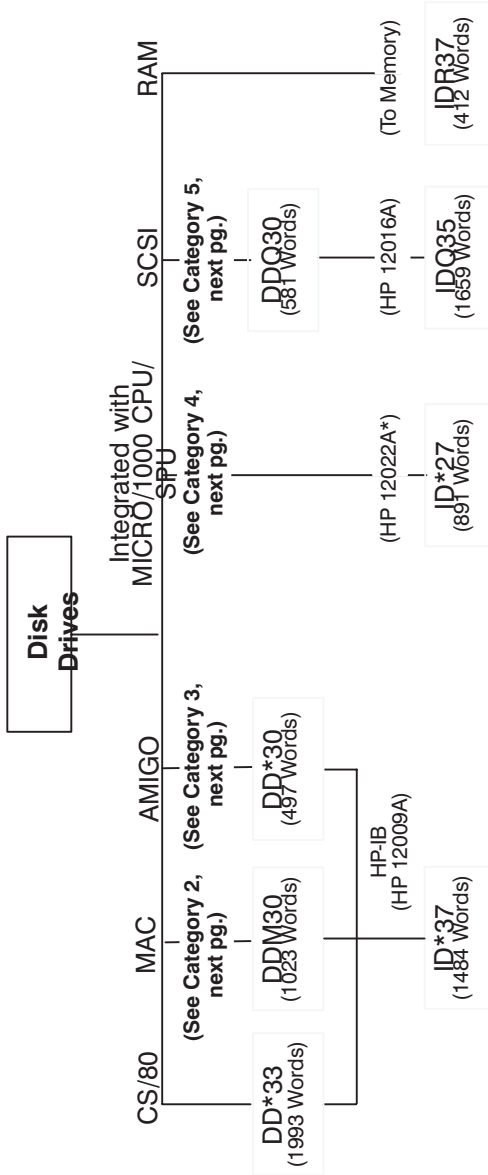 Disk
Drives
CS/80
MAC
AMIGO
Integrated with
MICRO/1000 CPU/
SPU
SCSI
RAM
(See Category 2,
next pg.)
(See Category 3,
next pg.)
(See Category 4,
next pg.)
(See Category 5,
next pg.)
DD*33
(1993 Words)
DDM30
(1023 Words)
DD*30
(497 Words)
DDQ30
(581 Words)
HP-IB
(HP 12009A)
(HP 12022A*)
(HP 12016A)
(To Memory)
ID*37
(1484 Words)
ID*27
(891 Words)
IDQ35
(1659 Words)
IDR37
(412 Words)